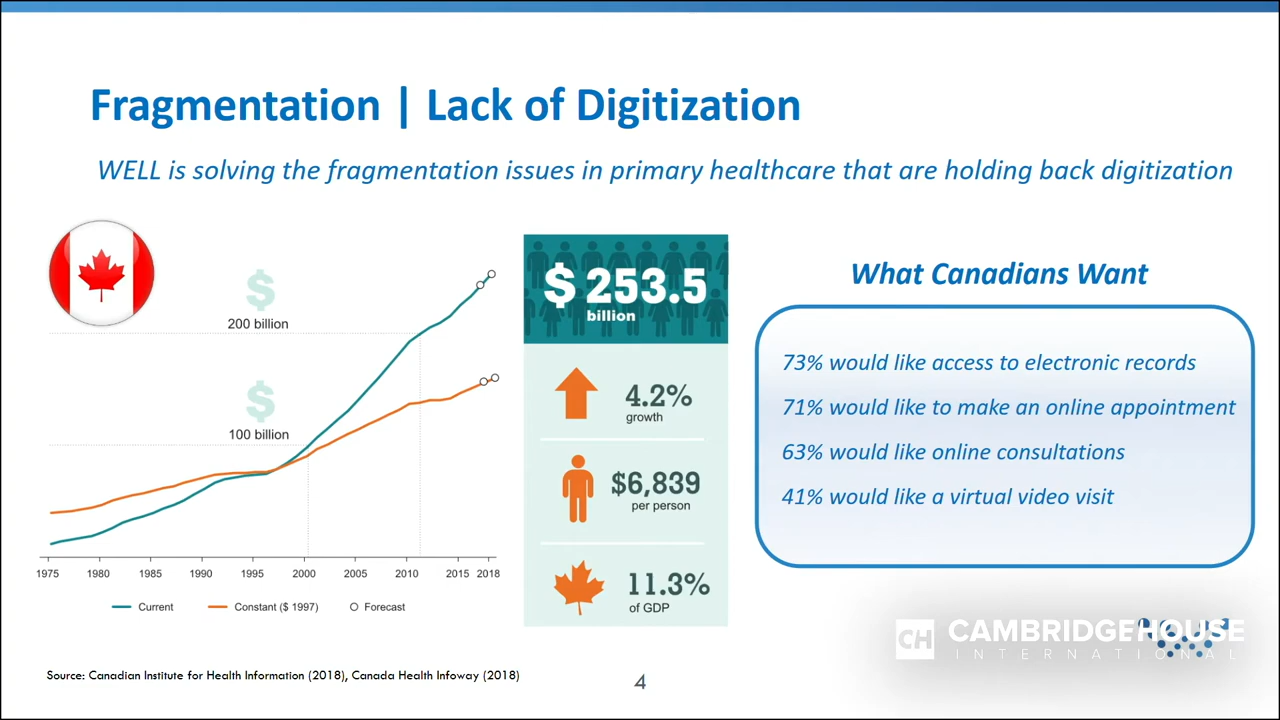 Fragmentation | Lack of Digitization
WELL is solving the fragmentation issues in primary healthcare that are holding back digitization
$
200 billion
$
100 billion
1975 1980 1985 1990 1995 2000 2005 2010 2015 2018
Current Constant ($ 1997) Forecast
$ 253.5
billion
4.2%
growth
$6,839
per person
11.3%
of GDP
What Canadians Want
73% would like access to electronic records
71% would like to make an online appointment
63% would like online consultations
41% would like a virtual video visit
CH CAMBRIDGEHOUSE
INTERNATIONAL
Source: Canadian Institute for Health Information (2018), Canada Health Infoway (2018)
4